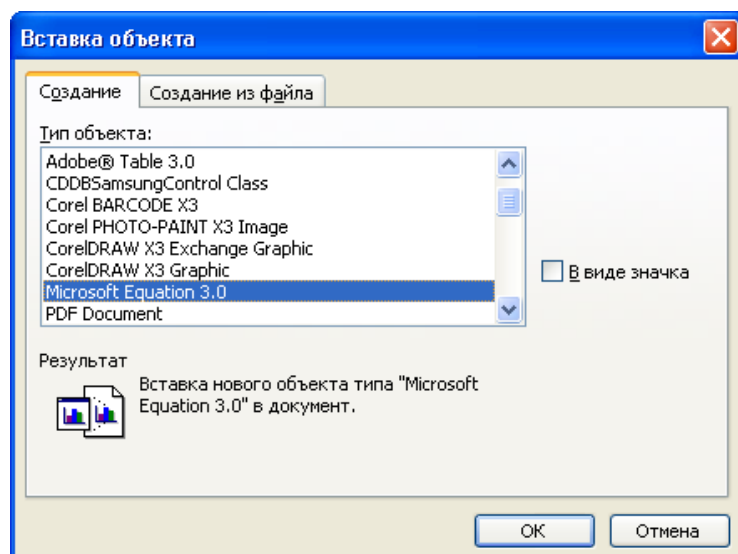 Вставка объекта
Создание
Создание из файла
Тип объекта:
Adobe® Table 3.0
CDDBSamsungControl Class
Corel BARCODE X3
Corel PHOTO-PAINT X3 Image
CorelDRAW X3 Exchange Graphic
CorelDRAW X3 Graphic
Microsoft Equation 3.0
PDF Document
В виде значка
Результат
Вставка нового объекта типа "Microsoft
Equation 3.0" в документ.
ОК
Отмена